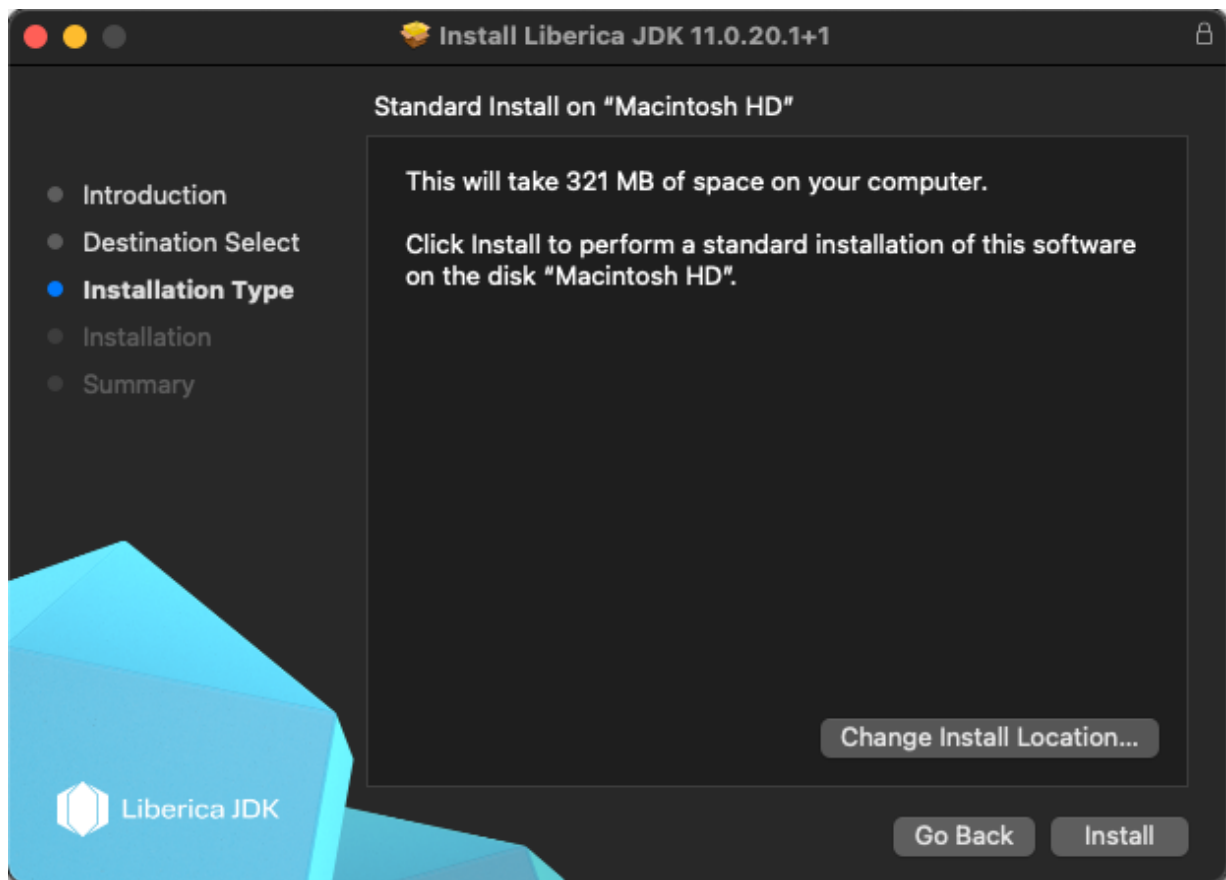 Install Liberica JDK 11.0.20.1+1
Standard Install on “Macintosh HD”
Introduction
Destination Select
Installation Type
Installation
Summary
This will take 321 MB of space on your computer.
Click Install to perform a standard installation of this software
on the disk “Macintosh HD”.
Change Install Location...
Liberica JDK
Go Back
Install